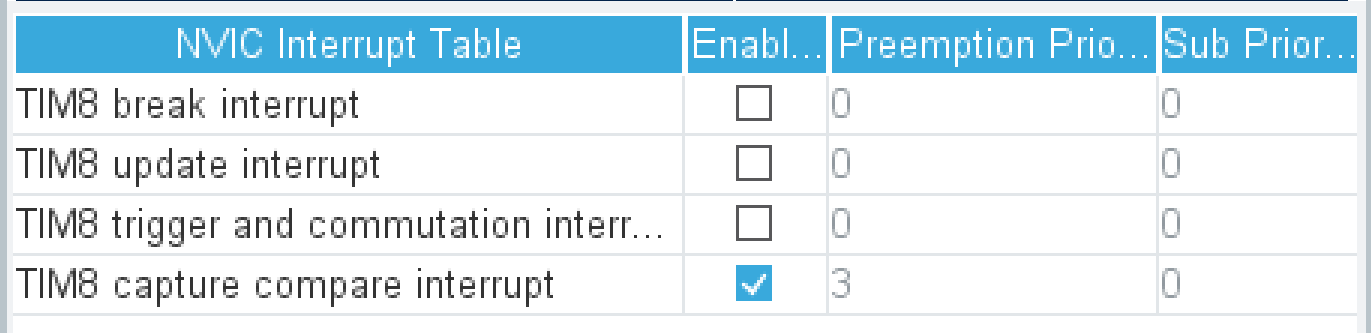 NVIC Interrupt Table Enabl... Preemption Prio... Sub Prior...
TIM8 break interrupt 0 0
TIM8 update interrupt 0 0
TIM8 trigger and commutation interr... 0 0
TIM8 capture compare interrupt 3 0